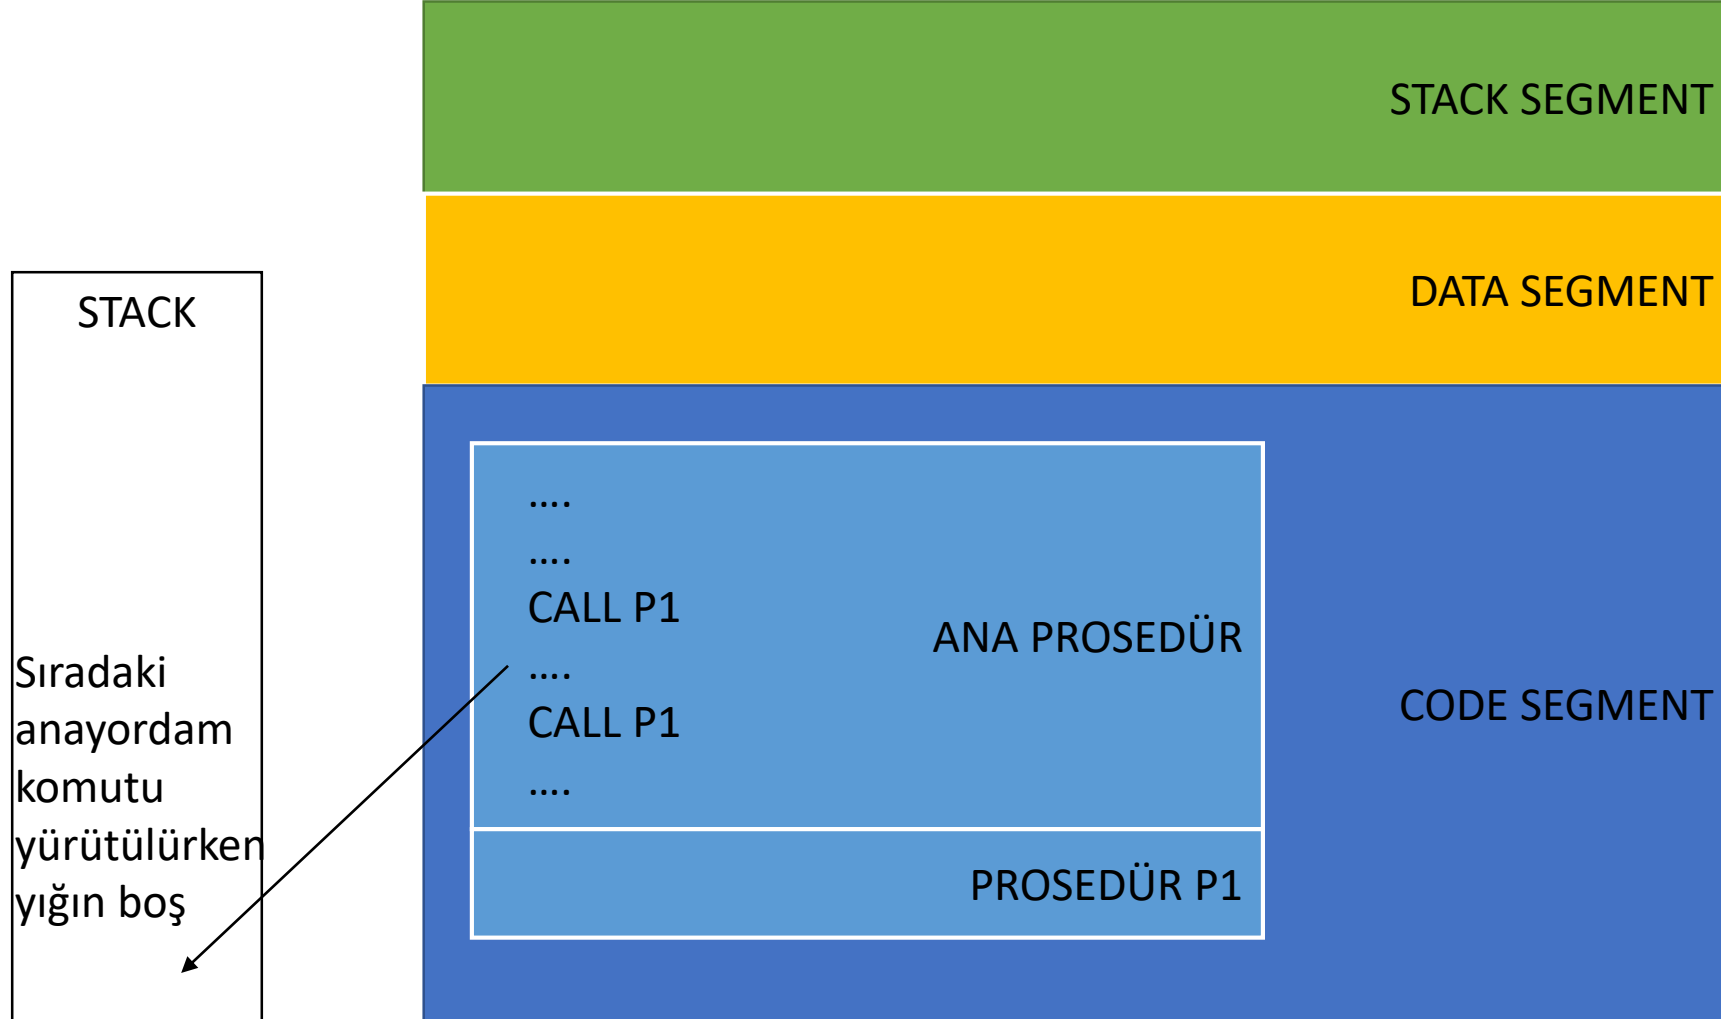 STACK SEGMENT
DATA SEGMENT
STACK
Sıradaki
anayordam
komutu
yürütülürken
yığın boş
....
....
CALL P1
....
CALL P1
....
ANA PROSEDÜR
PROSEDÜR P1
CODE SEGMENT